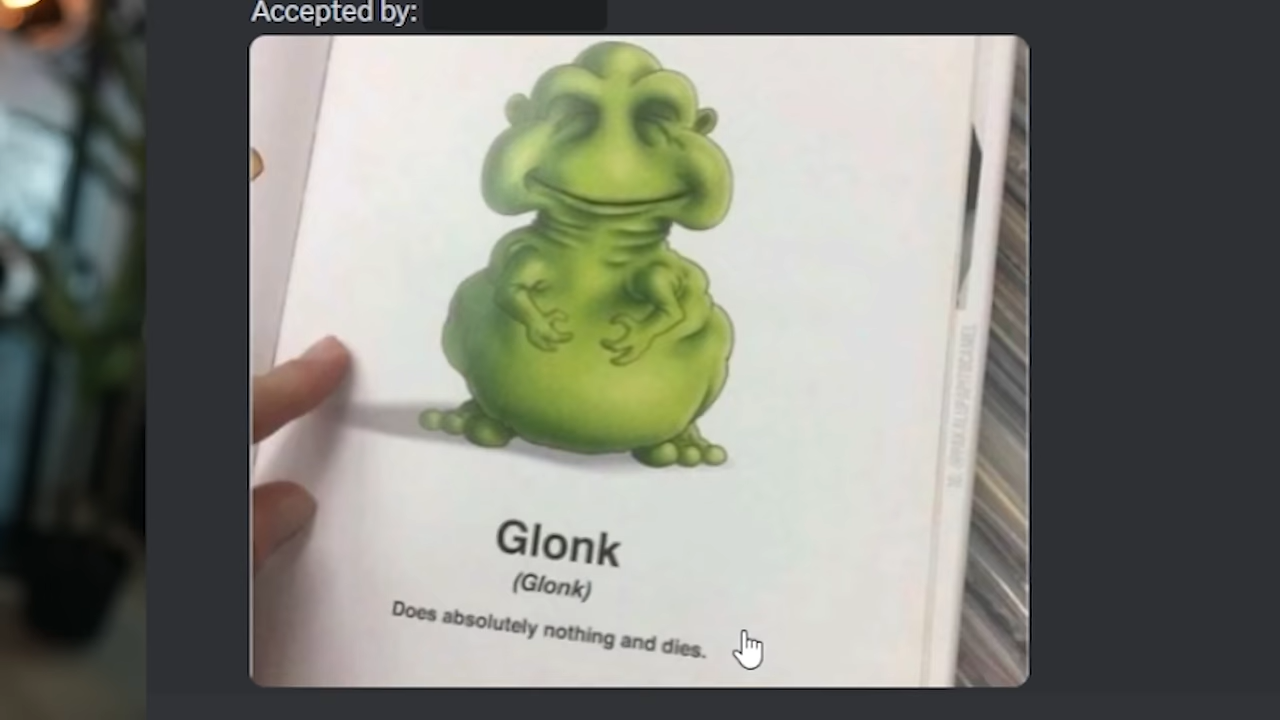 Accepted by:
Glonk
(Glonk)
Does absolutely nothing and dies.